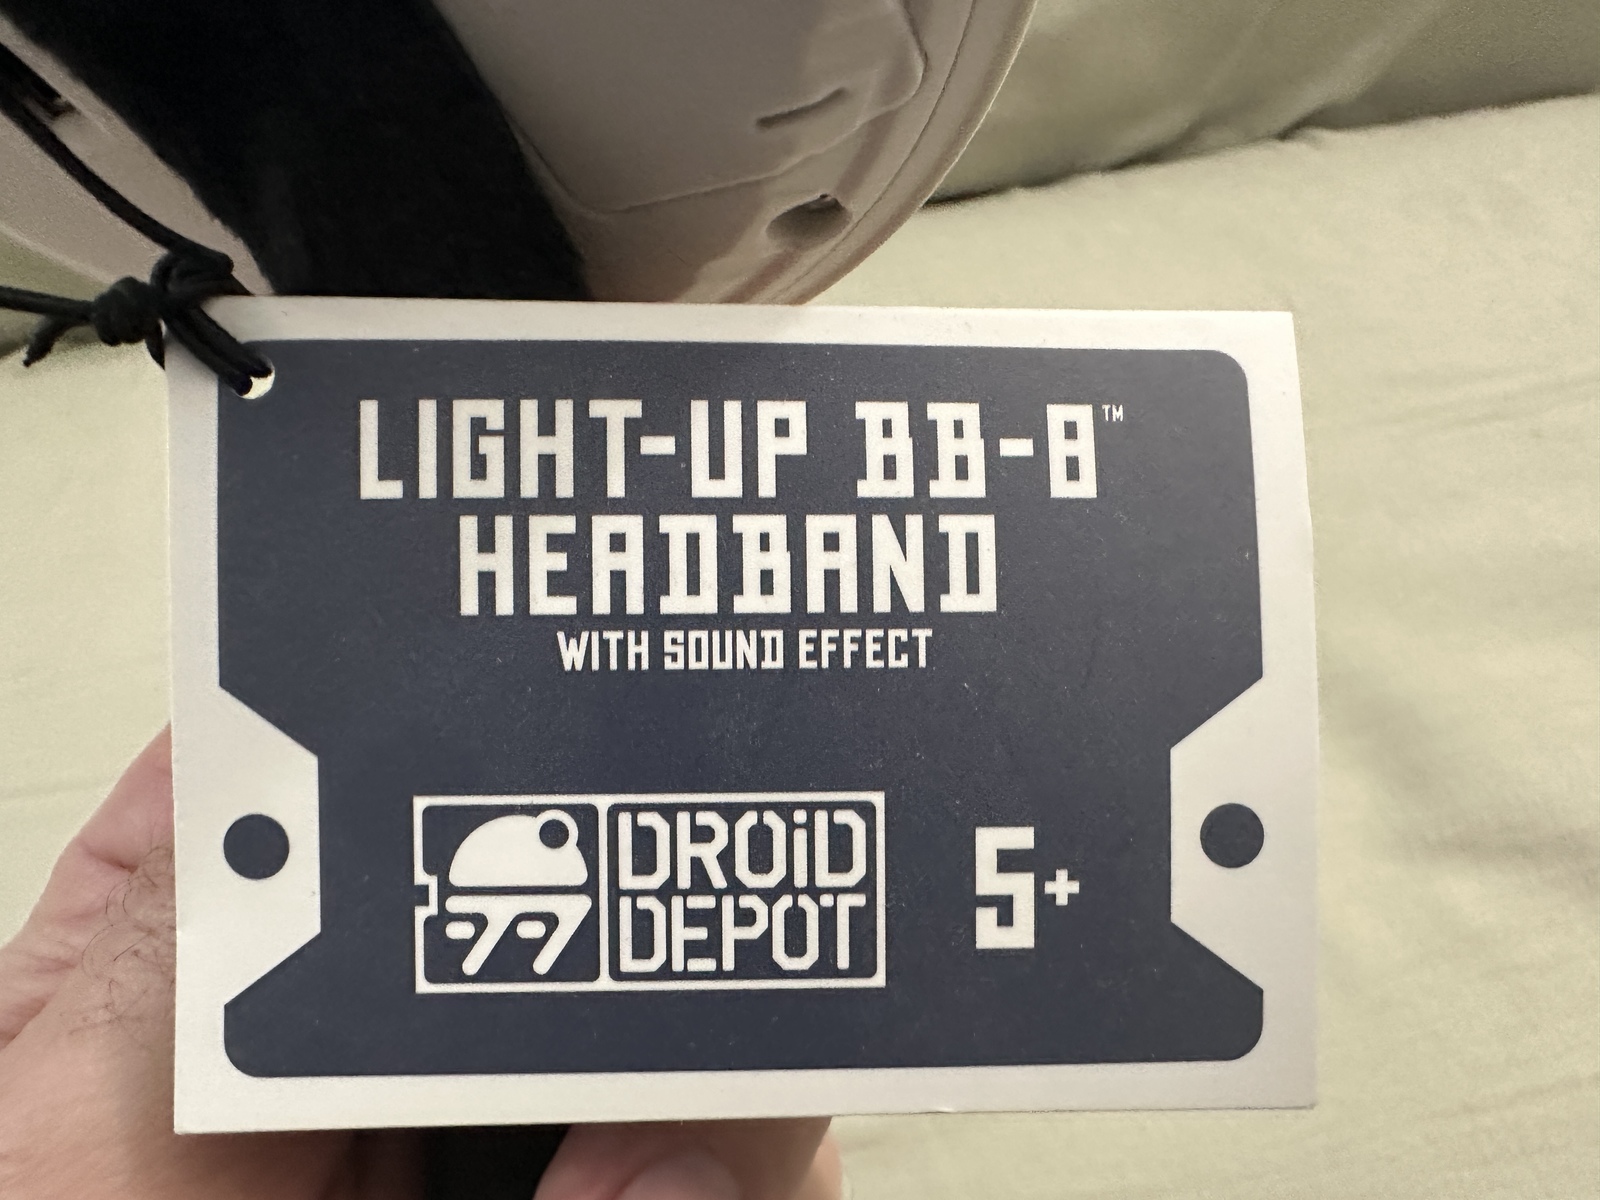 LIGHT-UP BB-8™
HEADBAND
WITH SOUND EFFECT
DROiD
DEPOT
5+